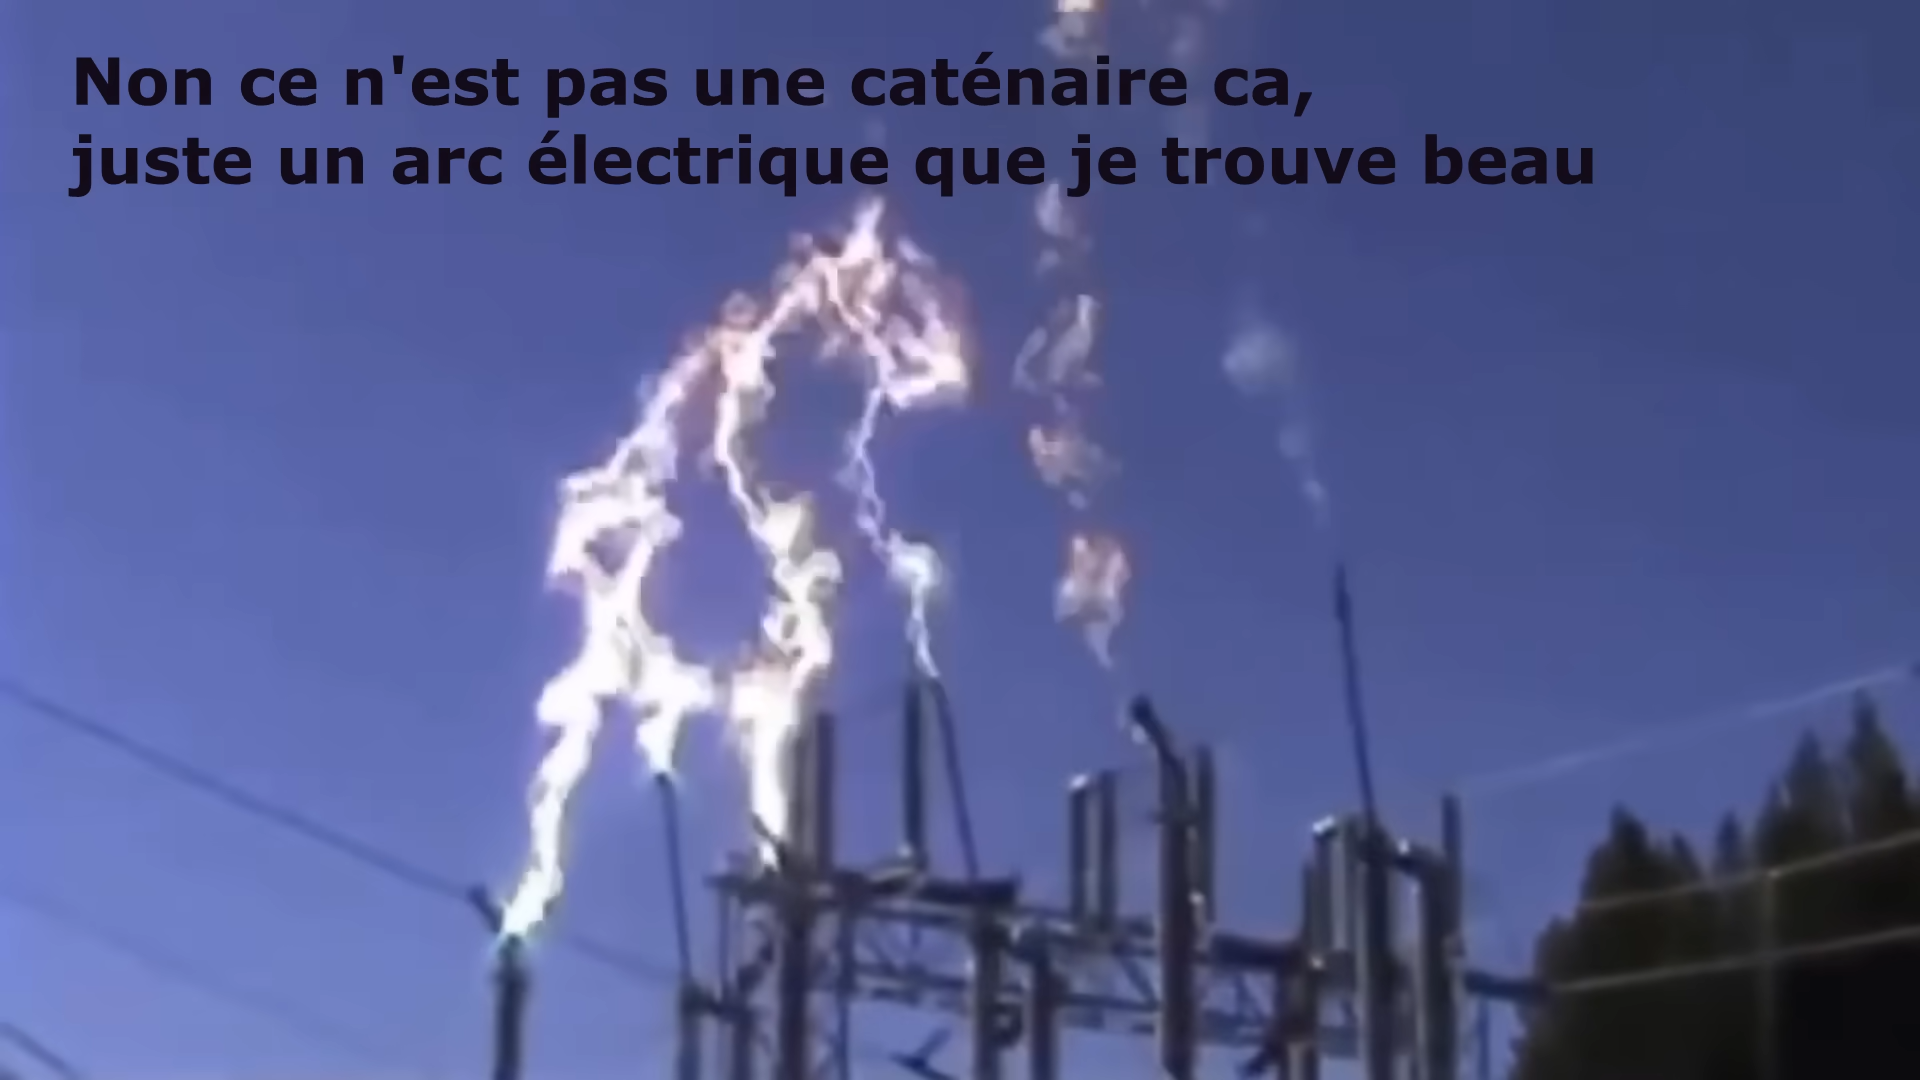 Non ce n'est pas une caténaire ca,
juste un arc électrique que je trouve beau